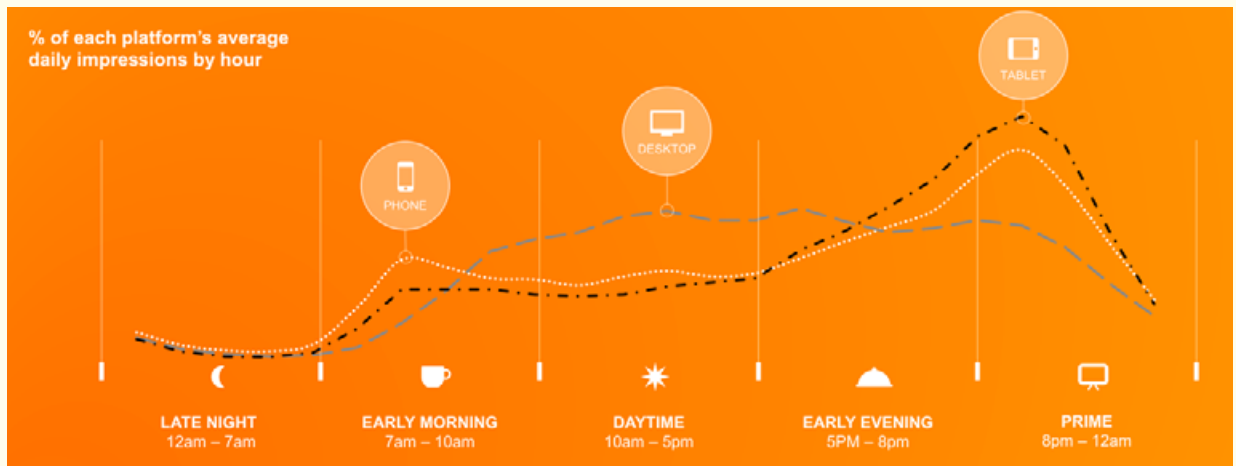 % of each platform's average
daily impressions by hour
TABLET
DESKTOP
PHONE
LATE NIGHT
12am – 7am
EARLY MORNING
7am – 10am
DAYTIME
10am – 5pm
EARLY EVENING
5PM – 8pm
PRIME
8pm – 12am